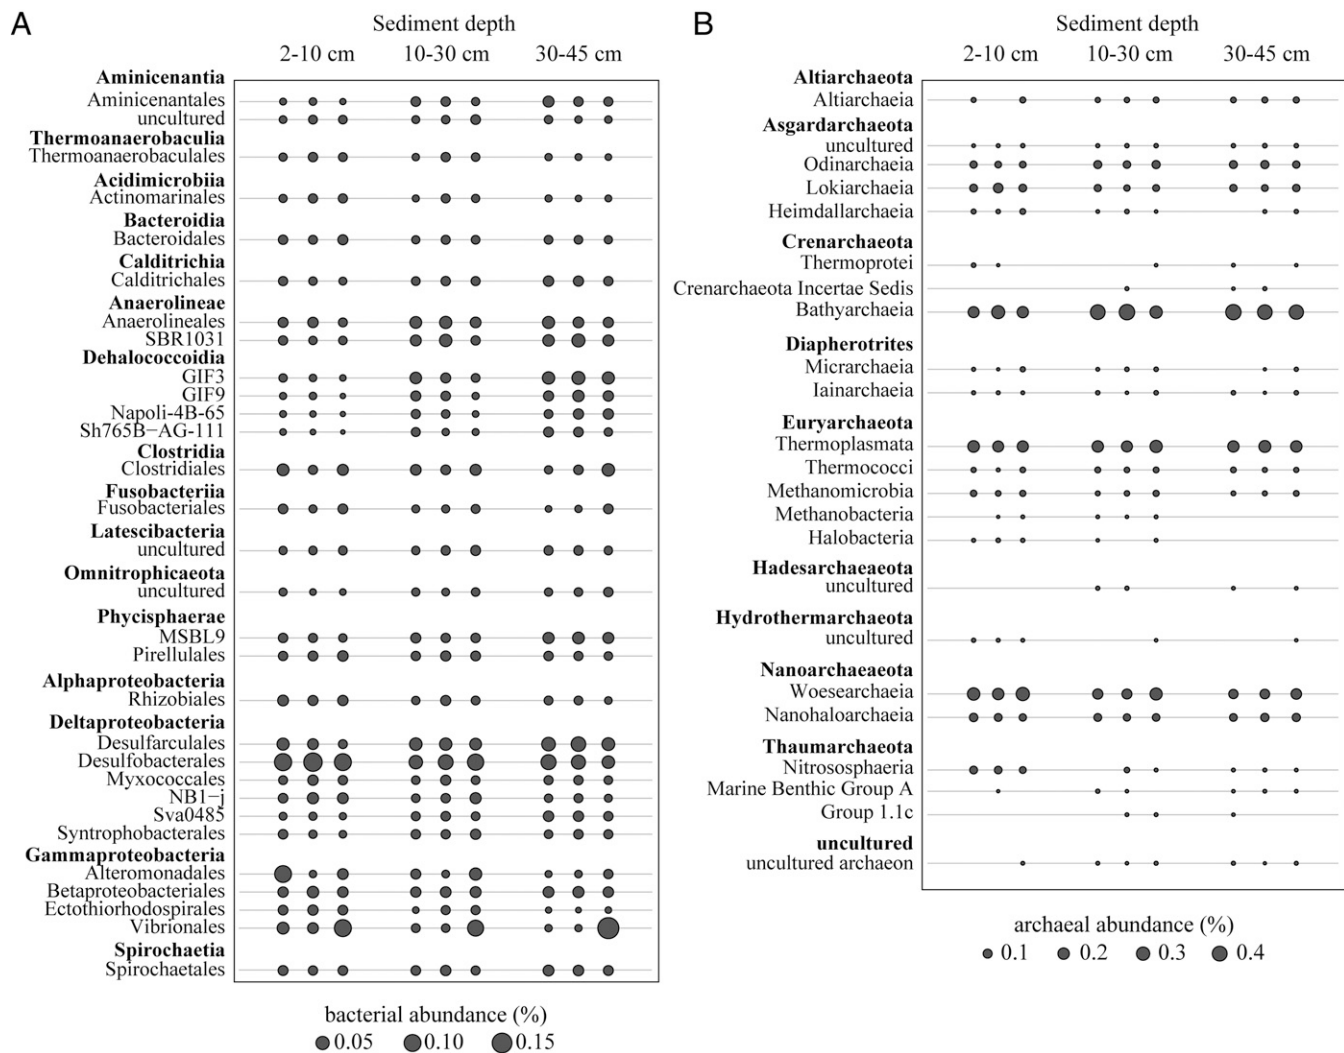 A
Sediment depth
2-10 cm 10-30 cm 30-45 cm
Aminicenantia
Aminicenantales
uncultured
Thermoanaerobaculia
Thermoanaerobaculales
Acidimicrobiia
Actinomarinales
Bacteroidia
Bacteroidales
Calditrichia
Calditrichales
Anaerolineae
Anaerolineales
SBR1031
Dehalococcoidia
GIF3
GIF9
Napoli-4B-65
Sh765B−AG-111
Clostridia
Clostridiales
Fusobacteriia
Fusobacteriales
Latescibacteria
uncultured
Omnitrophicaeota
uncultured
Phycisphaerae
MSBL9
Pirellulales
Alphaproteobacteria
Rhizobiales
Deltaproteobacteria
Desulfarculales
Desulfobacterales
Myxococcales
NB1−j
Sva0485
Syntrophobacterales
Gammaproteobacteria
Alteromonadales
Betaproteobacteriales
Ectothiorhodospirales
Vibrionales
Spirochaetia
Spirochaetales
bacterial abundance (%)
0.05 0.10 0.15
B
Sediment depth
2-10 cm 10-30 cm 30-45 cm
Altiarchaeota
Altiarchaeia
Asgardarchaeota
uncultured
Odinarchaeia
Lokiarchaeia
Heimdallarchaeia
Crenarchaeota
Thermoprotei
Crenarchaeota Incertae Sedis
Bathyarchaeia
Diapherotrites
Micrarchaeia
Iainarchaeia
Euryarchaeota
Thermoplasmata
Thermococci
Methanomicrobia
Methanobacteria
Halobacteria
Hadesarchaeaeota
uncultured
Hydrothermarchaeota
uncultured
Nanoarchaeaeota
Woesearchaeia
Nanohaloarchaeia
Thaumarchaeota
Nitrososphaeria
Marine Benthic Group A
Group 1.1c
uncultured
uncultured archaeon
archaeal abundance (%)
0.1 0.2 0.3 0.4